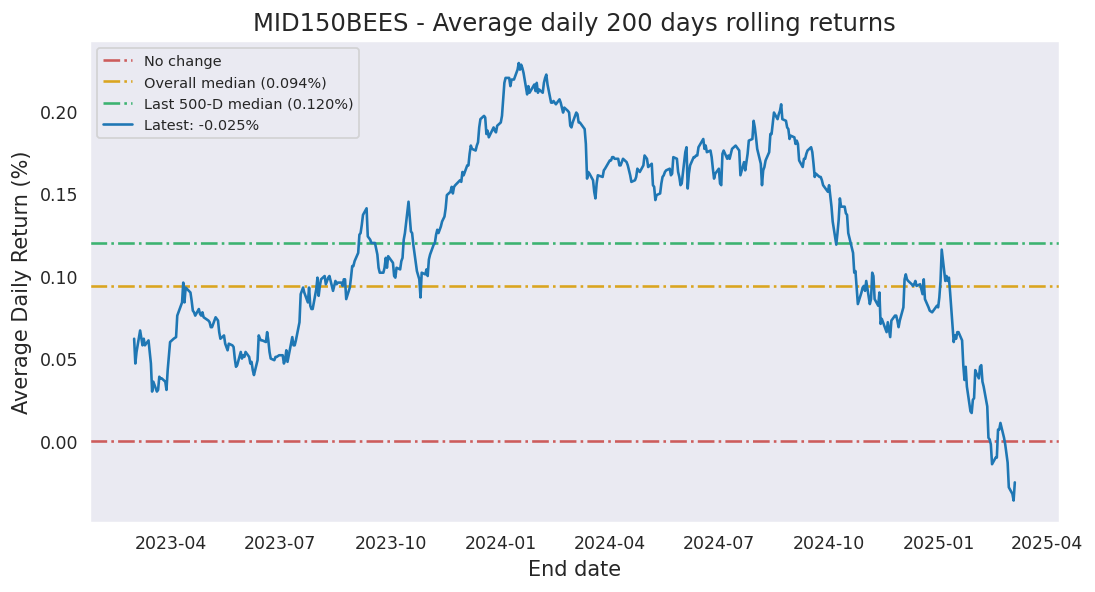 MID150BEES - Average daily 200 days rolling returns
No change
Overall median (0.094%)
Last 500-D median (0.120%)
Latest: -0.025%
Average Daily Return (%)
0.20
0.15
0.10
0.05
0.00
2023-04 2023-07 2023-10 2024-01 2024-04 2024-07 2024-10 2025-01 2025-04
End date